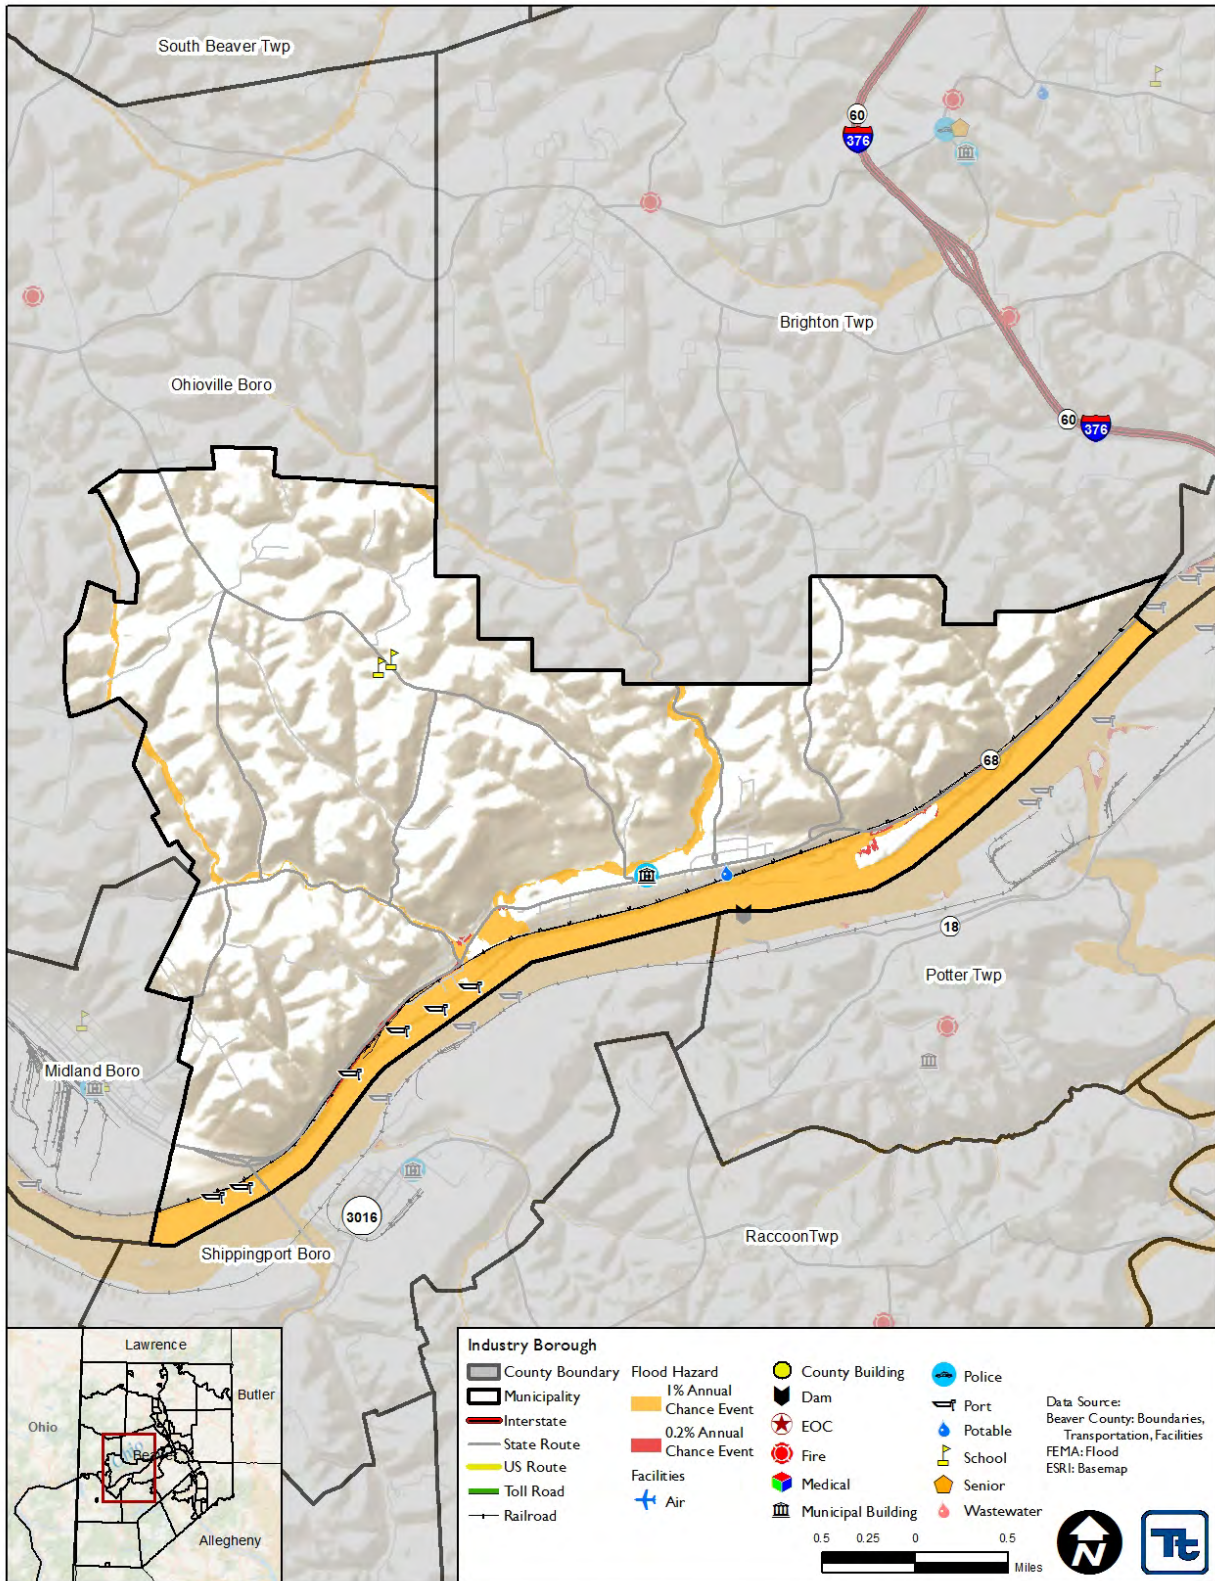 South Beaver Twp
60
376
Brighton Twp
Ohioville Boro
60
376
68
18
Potter Twp
Midland Boro
3016
Raccoon Twp
Shippingport Boro
Lawrence
Butler
Ohio
Beaver
Ohio
Allegheny
Industry Borough
County Boundary
Municipality
Interstate
State Route
US Route
Toll Road
Railroad
Flood Hazard
1% Annual
Chance Event
0.2% Annual
Chance Event
Facilities
Air
County Building
Dam
EOC
Fire
Medical
Municipal Building
Police
Port
Potable
School
Senior
Wastewater
Data Source:
Beaver County: Boundaries,
Transportation, Facilities
FEMA: Flood
ESRI: Basemap
0.5 0.25 0 0.5
Miles
N
Tt